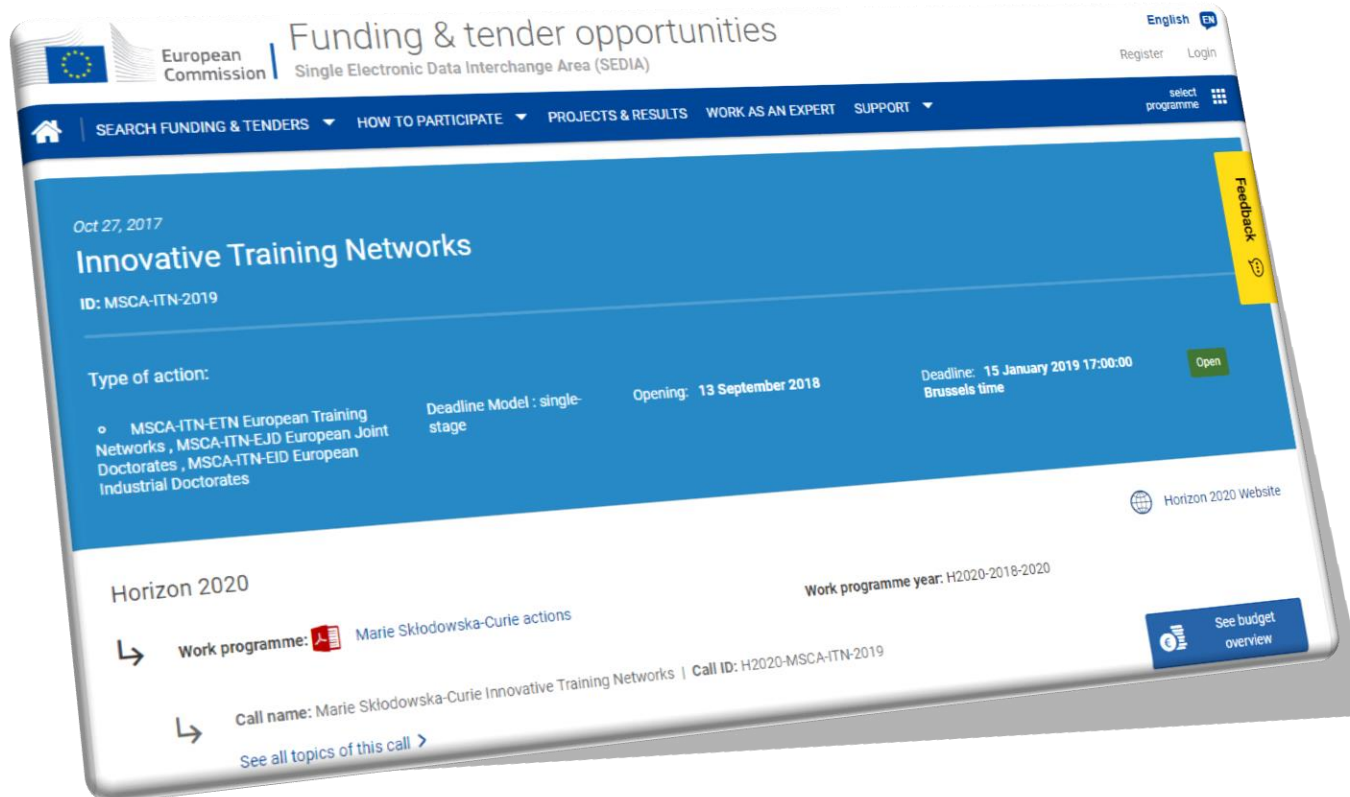 European
Commission
Funding & tender opportunities
Single Electronic Data Interchange Area (SEDIA)
English EN
Register Login
SEARCH FUNDING & TENDERS HOW TO PARTICIPATE PROJECTS & RESULTS WORK AS AN EXPERT SUPPORT
select
programme
Feedback
Oct 27, 2017
Innovative Training Networks
ID: MSCA-ITN-2019
Type of action:
MSCA-ITN-ETN European Training
Networks , MSCA-ITN-EJD European Joint
Doctorates , MSCA-ITN-EID European
Industrial Doctorates
Deadline Model : single-
stage
Opening: 13 September 2018
Deadline: 15 January 2019 17:00:00
Brussels time
Open
Horizon 2020 Website
Horizon 2020
Work programme: Marie Skłodowska-Curie actions
Work programme year: H2020-2018-2020
See budget
overview
Call name: Marie Skłodowska-Curie Innovative Training Networks | Call ID: H2020-MSCA-ITN-2019
See all topics of this call >